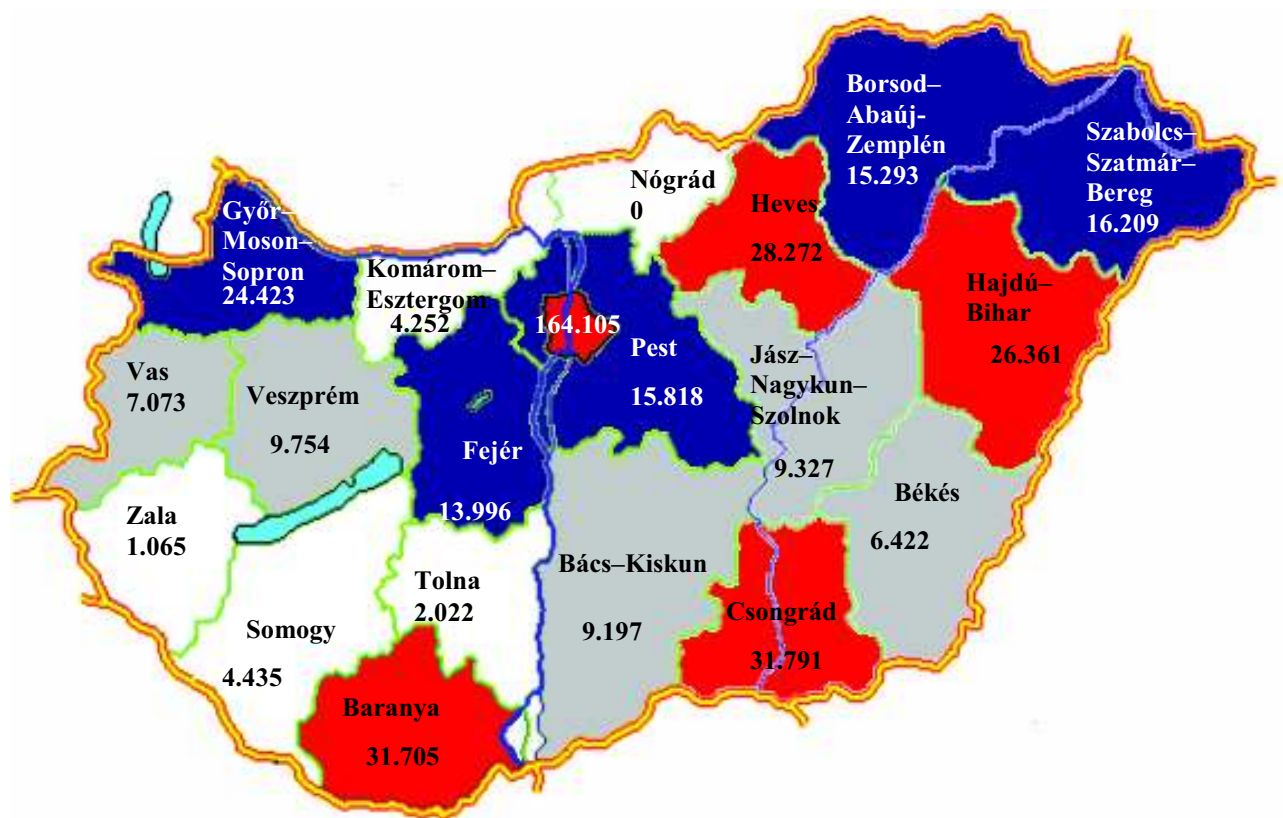 Borsod–
Abaúj-
Zemplén
15.293
Szabolcs–
Szatmár–
Bereg
16.209
Nógrád
0
Heves
28.272
Győr–
Moson–
Sopron
24.423
Komárom–
Esztergom
4.252
164.105
Pest
15.818
Hajdú–
Bihar
26.361
Jász–
Nagykun–
Szolnok
9.327
Vas
7.073
Veszprém
9.754
Fejér
13.996
Békés
6.422
Zala
1.065
Tolna
2.022
Bács–Kiskun
9.197
Csongrád
31.791
Somogy
4.435
Baranya
31.705